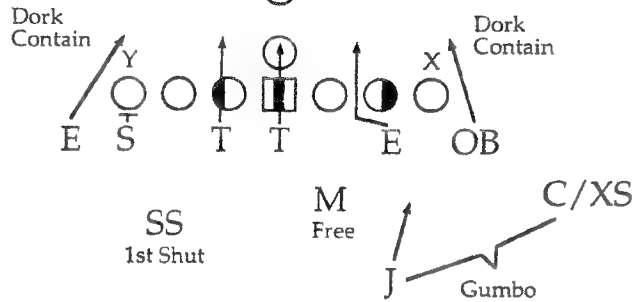 Dork
Contain
Dork
Contain
Y
X
E
S
T
T
E
OB
SS
1st Shut
M
Free
C/XS
J
Gumbo